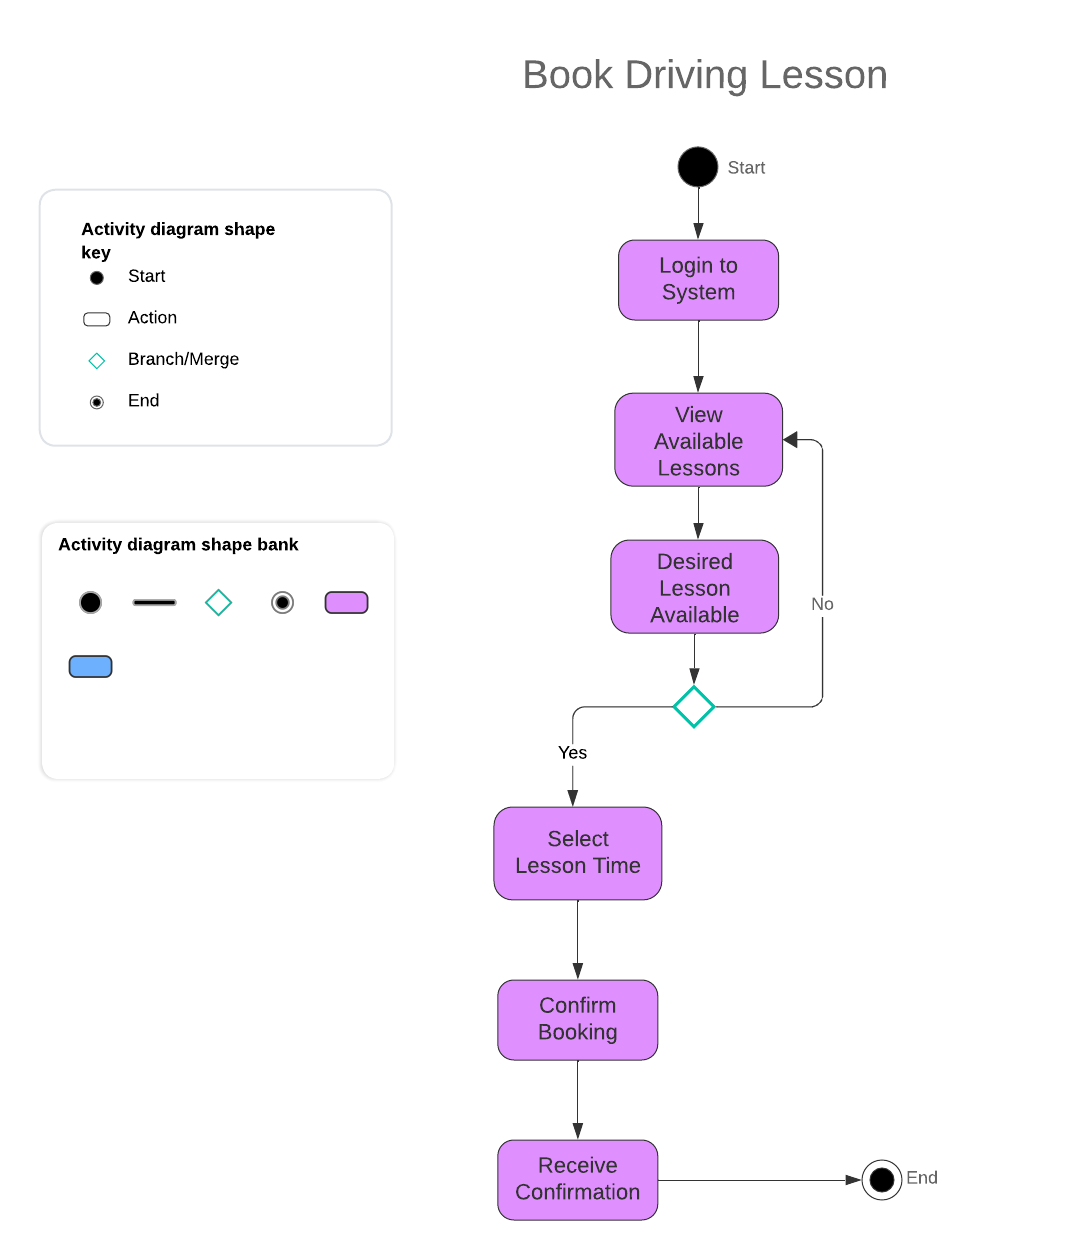 Book Driving Lesson
Start
Activity diagram shape
key
Start
Action
Branch/Merge
End
Activity diagram shape bank
Login to
System
View
Available
Lessons
Desired
Lesson
Available
No
Yes
Select
Lesson Time
Confirm
Booking
Receive
Confirmation
End